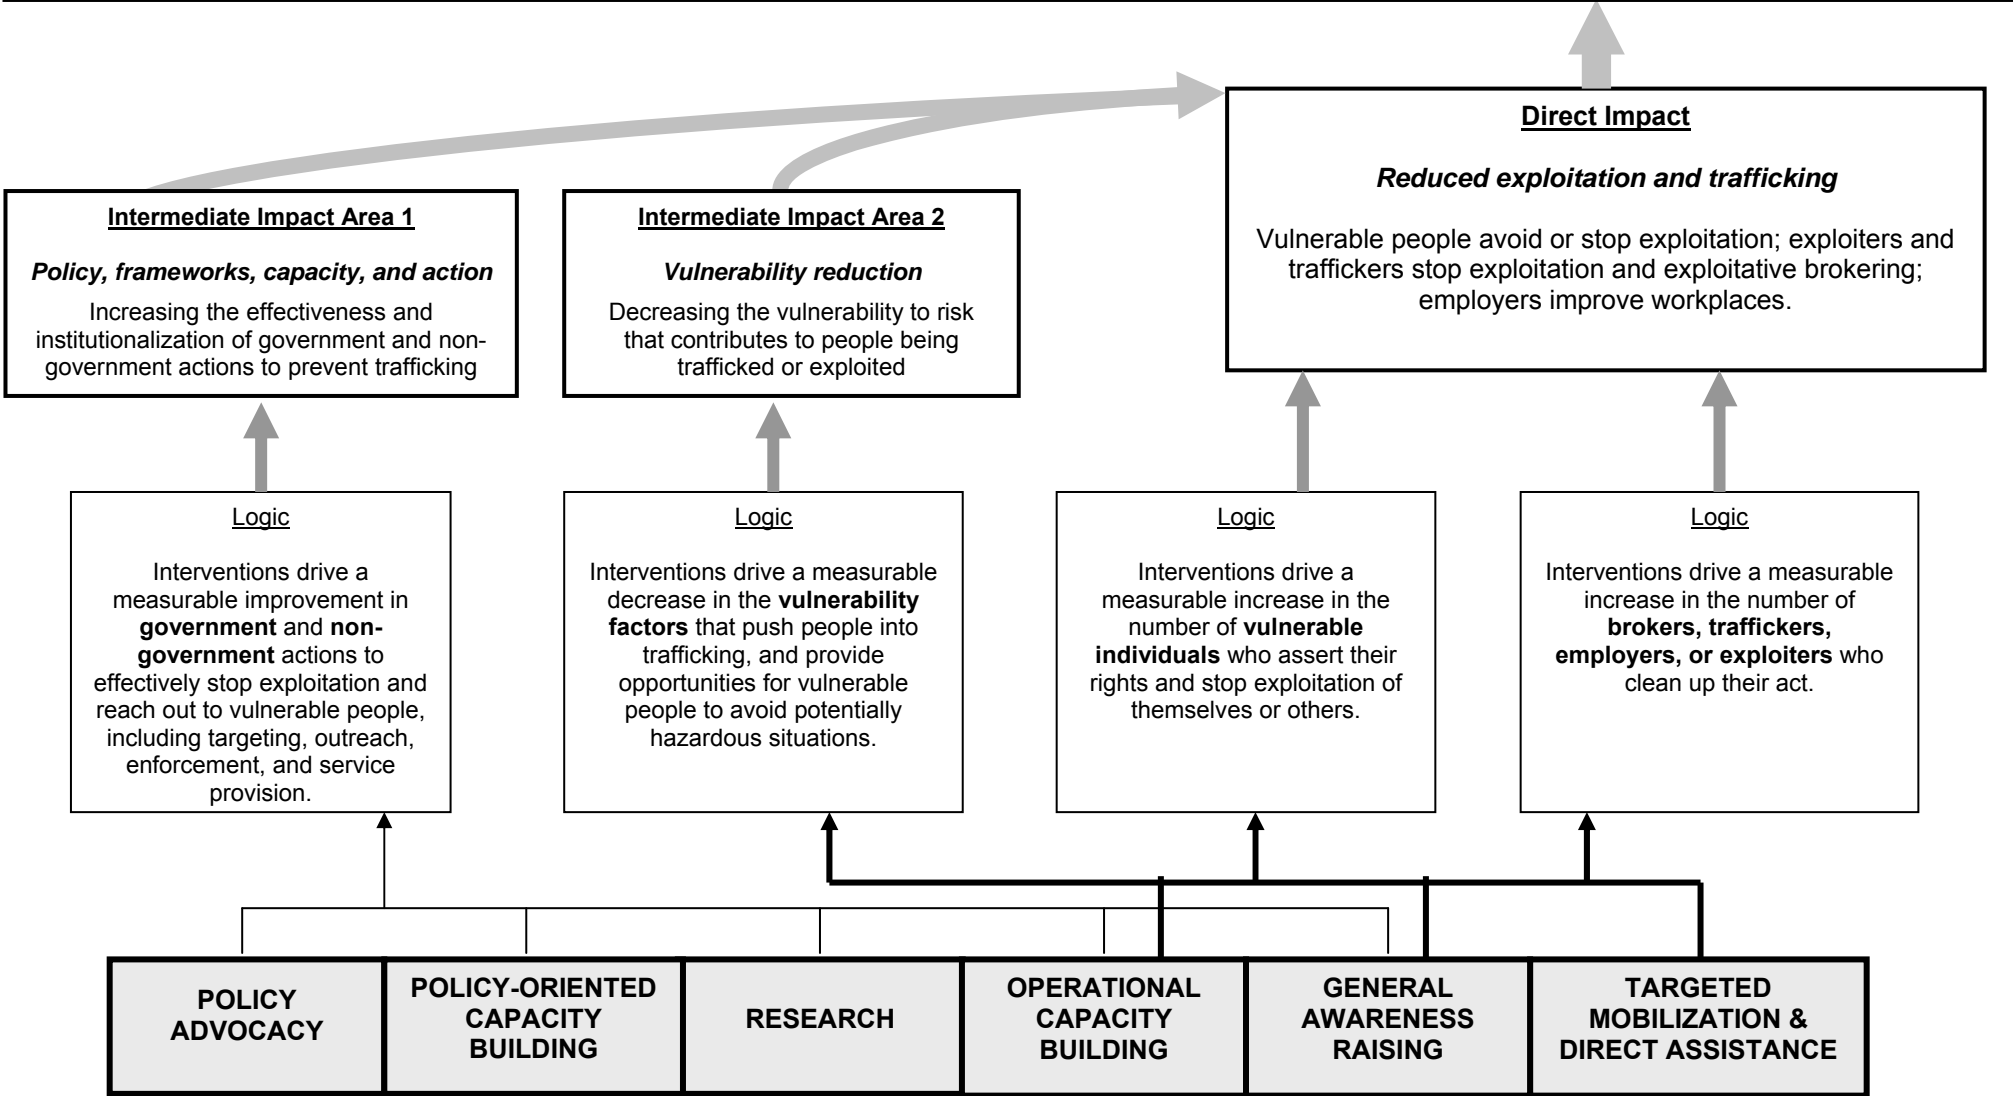 Direct Impact
Reduced exploitation and trafficking
Vulnerable people avoid or stop exploitation; exploiters and
traffickers stop exploitation and exploitative brokering;
employers improve workplaces.
Intermediate Impact Area 1
Policy, frameworks, capacity, and action
Increasing the effectiveness and
institutionalization of government and non-
government actions to prevent trafficking
Intermediate Impact Area 2
Vulnerability reduction
Decreasing the vulnerability to risk
that contributes to people being
trafficked or exploited
Logic
Interventions drive a
measurable improvement in
government and non-
government actions to
effectively stop exploitation and
reach out to vulnerable people,
including targeting, outreach,
enforcement, and service
provision.
Logic
Interventions drive a measurable
decrease in the vulnerability
factors that push people into
trafficking, and provide
opportunities for vulnerable
people to avoid potentially
hazardous situations.
Logic
Interventions drive a
measurable increase in the
number of vulnerable
individuals who assert their
rights and stop exploitation of
themselves or others.
Logic
Interventions drive a measurable
increase in the number of
brokers, traffickers,
employers, or exploiters who
clean up their act.
POLICY
ADVOCACY
POLICY-ORIENTED
CAPACITY
BUILDING
RESEARCH
OPERATIONAL
CAPACITY
BUILDING
GENERAL
AWARENESS
RAISING
TARGETED
MOBILIZATION &
DIRECT ASSISTANCE